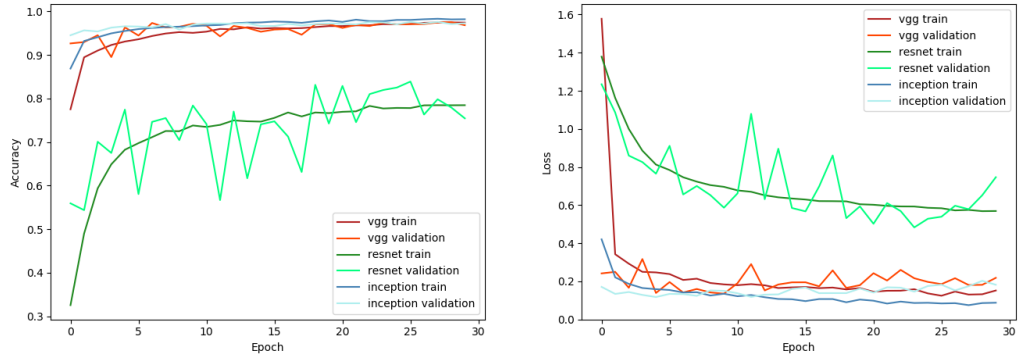 1.0
0.9
0.8
0.7
0.6
0.5
0.4
0.3
Accuracy
0
5
10
15
20
25
30
Epoch
vgg train
vgg validation
resnet train
resnet validation
inception train
inception validation
1.6
1.4
1.2
1.0
0.8
0.6
0.4
0.2
0.0
Loss
0
5
10
15
20
25
30
Epoch
vgg train
vgg validation
resnet train
resnet validation
inception train
inception validation